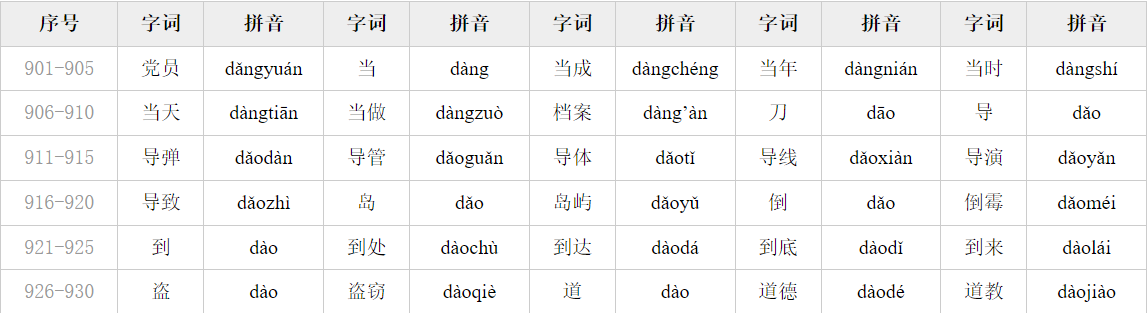 序号 字词 拼音 字词 拼音 字词 拼音 字词 拼音 字词 拼音
901-905 党员 dǎngyuán 当 dàng 当成 dàngchéng 当年 dàngnián 当时 dàngshí
906-910 当天 dàngtiān 当做 dàngzuò 档案 dàng’àn 刀 dāo 导 dǎo
911-915 导弹 dǎodàn 导管 dǎoguǎn 导体 dǎotǐ 导线 dǎoxiàn 导演 dǎoyǎn
916-920 导致 dǎozhì 岛 dǎo 岛屿 dǎoyǔ 倒 dǎo 倒霉 dǎoméi
921-925 到 dào 到处 dàochù 到达 dàodá 到底 dàodǐ 到来 dàolái
926-930 盗 dào 盗窃 dàoqiè 道 dào 道德 dàodé 道教 dàojiào